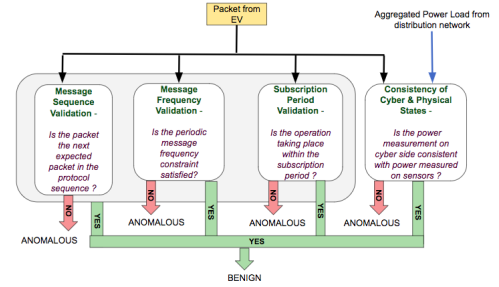 Packet from
EV
Aggregated Power Load from
distribution network
Message
Sequence
Validation -
Is the packet
the next
expected
packet in the
protocol
sequence ?
Message
Frequency
Validation -
Is the periodic
message
frequency
constraint
satisfied?
Subscription
Period
Validation -
Is the operation
taking place
within the
subscription
period ?
Consistency of
Cyber & Physical
States -
Is the power
measurement on
cyber side consistent
with power measured
on sensors ?
NO
YES
NO
YES
NO
YES
NO
YES
ANOMALOUS
ANOMALOUS
ANOMALOUS
ANOMALOUS
YES
BENIGN